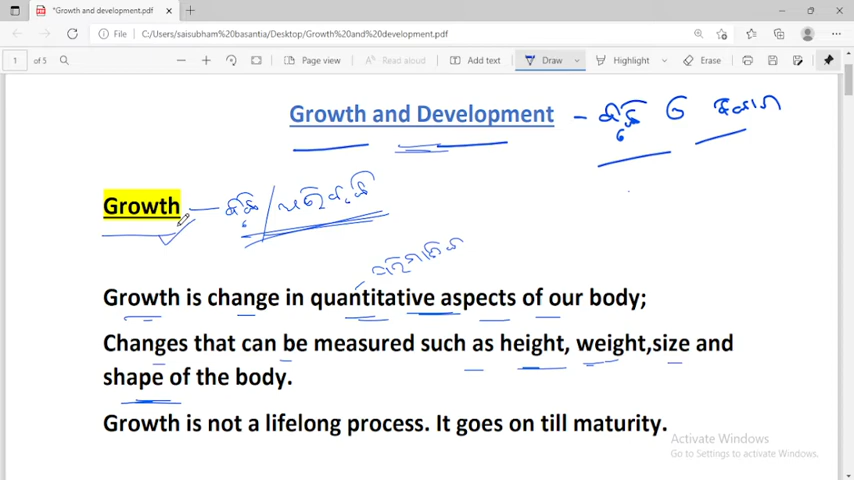 *Growth and development.pdf
File C:/Users/saisubham%20basantia/Desktop/Growth%20and%20development.pdf
1 of 5 Page view Read aloud Add text Draw Highlight Erase
Growth and Development - ବୃଦ୍ଧି ଓ ବିକାଶ
Growth - ବୃଦ୍ଧି /
Growth is change in quantitative aspects of our body;
Changes that can be measured such as height, weight,size and
shape of the body.
Growth is not a lifelong process. It goes on till maturity.
Activate Windows
Go to Settings to activate Windows.